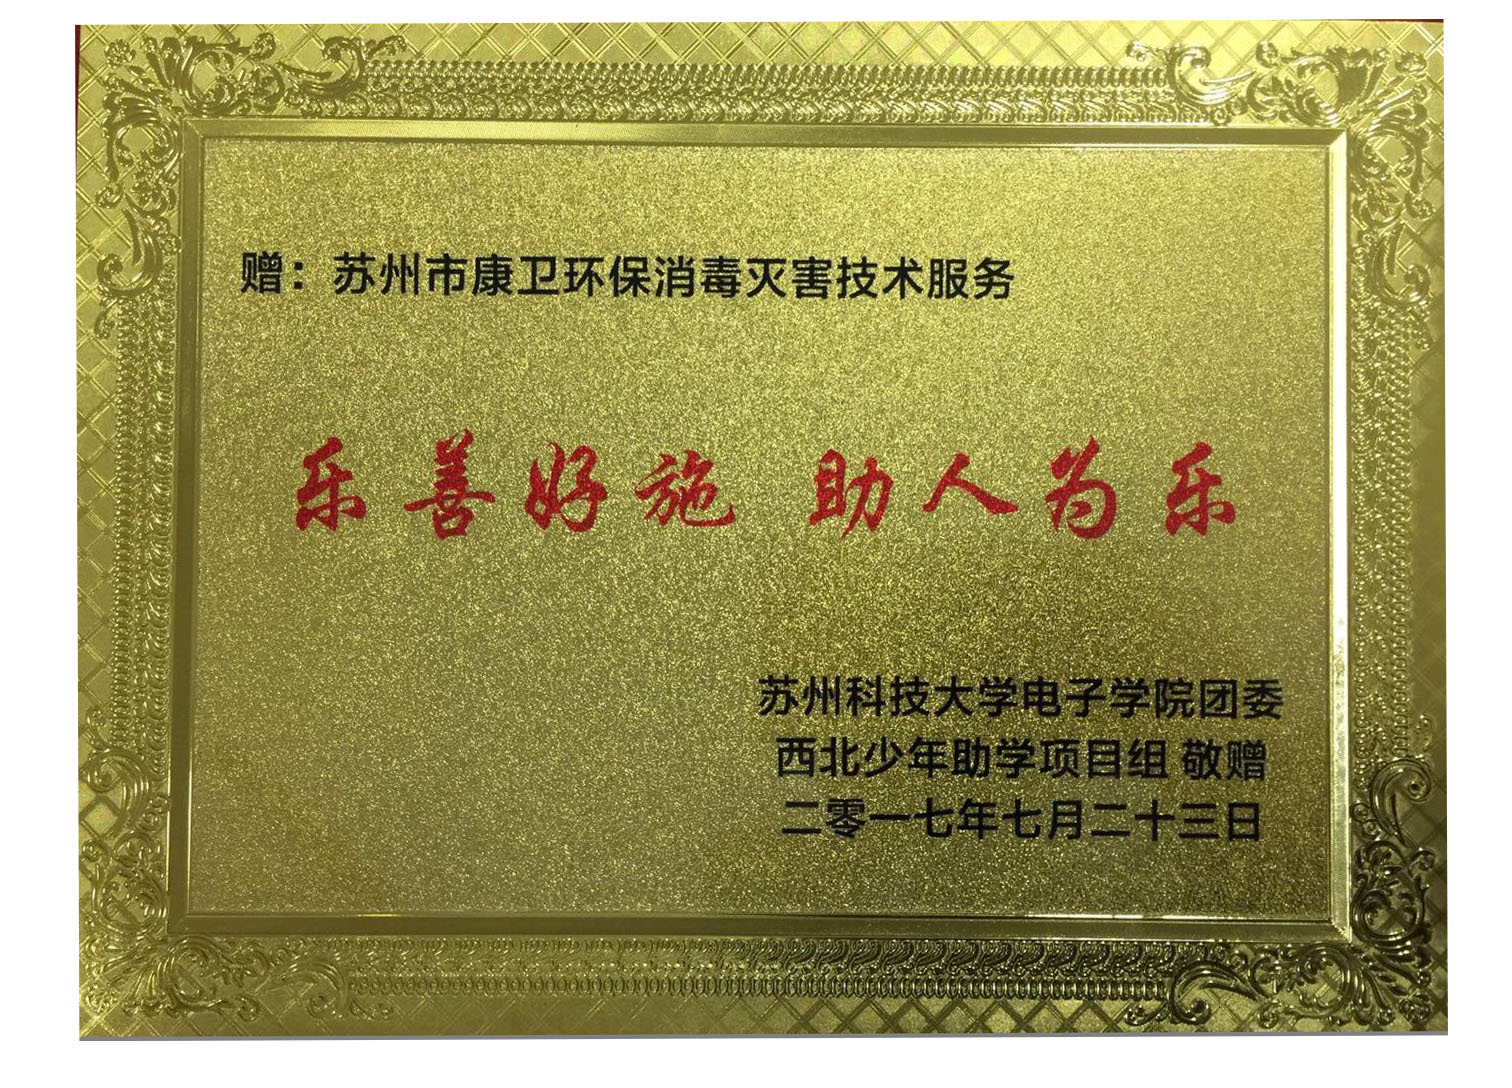 赠：苏州市康卫环保消毒灭害技术服务
乐善好施 助人为乐
苏州科技大学电子学院团委
西北少年助学项目组 敬赠
二零一七年七月二十三日